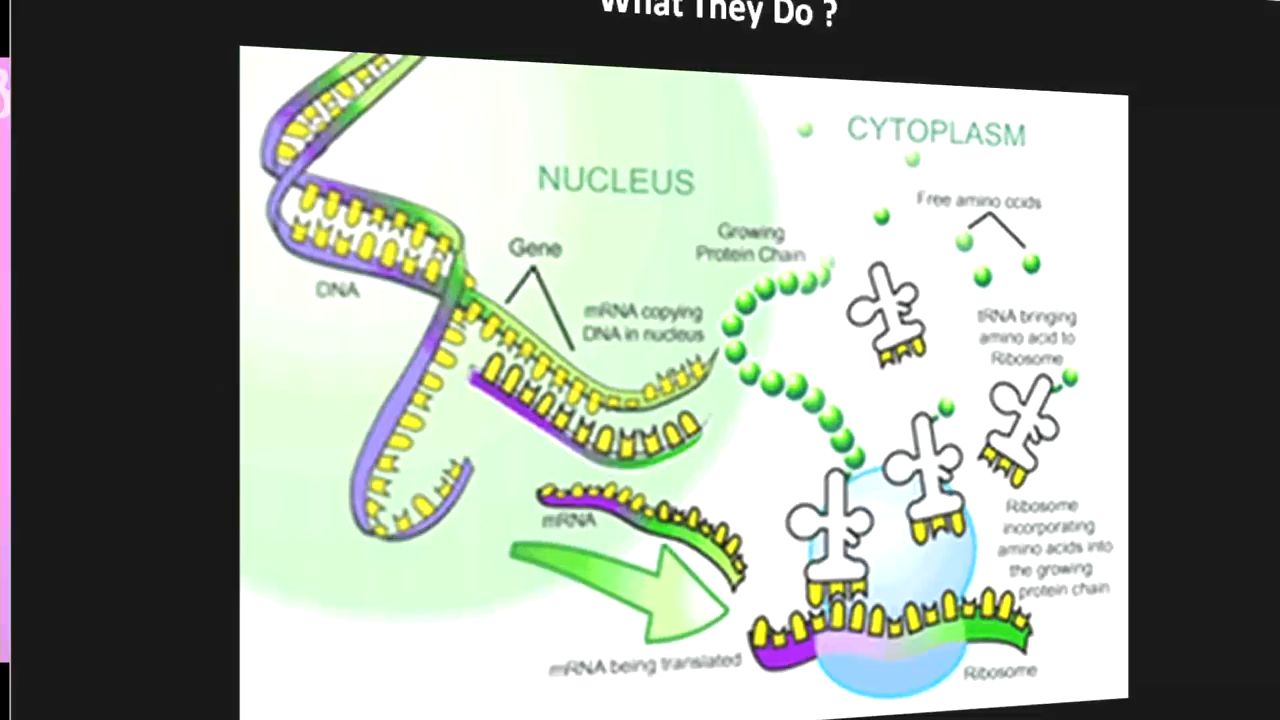 What They Do ?
NUCLEUS
CYTOPLASM
Free amino acids
Growing
Protein Chain
Gene
DNA
mRNA copying
DNA in nucleus
tRNA bringing
amino acid to
Ribosome
mRNA
Ribosome
incorporating
amino acids into
the growing
protein chain
mRNA being translated
Ribosome